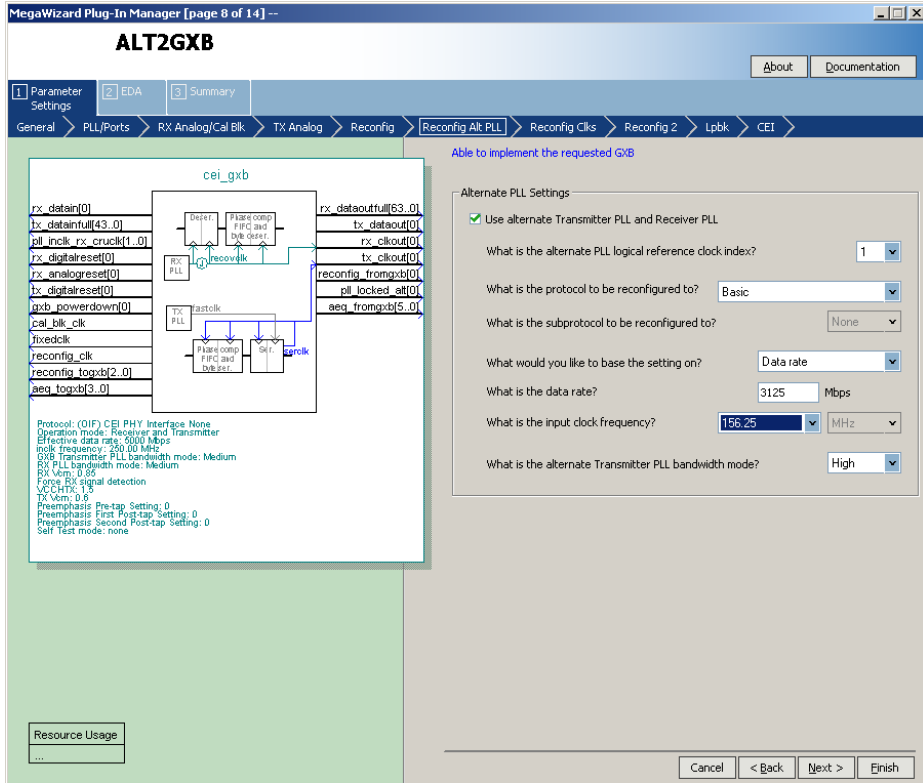 MegaWizard Plug-In Manager [page 8 of 14] --
ALT2GXB
About
Documentation
1 Parameter Settings
2 EDA
3 Summary
General
PLL/Ports
RX Analog/Cal Blk
TX Analog
Reconfig
Reconfig Alt PLL
Reconfig Clks
Reconfig 2
Lpbk
CEI
cei_gxb
rx_datain[0]
tx_datainfull[43..0]
pll_inclk_rx_cruclk[1..0]
rx_digitalreset[0]
rx_analogreset[0]
tx_digitalreset[0]
gxb_powerdown[0]
cal_blk_clk
fixedclk
reconfig_clk
reconfig_togxb[2..0]
aeq_togxb[3..0]
Deser.
Phase comp
FIFO and
byte deser.
RX
PLL
recovclk
TX
PLL
fastclk
Phase comp
FIFO and
byte ser.
Ser.
serclk
rx_dataoutfull[63..0]
tx_dataout[0]
rx_clkout[0]
tx_clkout[0]
reconfig_fromgxb[0]
pll_locked_alt[0]
aeq_fromgxb[5..0]
Protocol: (OIF) CEI PHY Interface None
Operation mode: Receiver and Transmitter
Effective data rate: 5000 Mbps
inclk frequency: 250.00 MHz
GXB Transmitter PLL bandwidth mode: Medium
RX PLL bandwidth mode: Medium
RX Vcm: 0.85
Force RX signal detection
VCCHTX: 1.5
TX Vcm: 0.6
Preemphasis Pre-tap Setting: 0
Preemphasis First Post-tap Setting: 0
Preemphasis Second Post-tap Setting: 0
Self Test mode: none
Resource Usage
...
Able to implement the requested GXB
Alternate PLL Settings
Use alternate Transmitter PLL and Receiver PLL
What is the alternate PLL logical reference clock index? 1
What is the protocol to be reconfigured to? Basic
What is the subprotocol to be reconfigured to? None
What would you like to base the setting on? Data rate
What is the data rate? 3125 Mbps
What is the input clock frequency? 156.25 MHz
What is the alternate Transmitter PLL bandwidth mode? High
Cancel
< Back
Next >
Finish